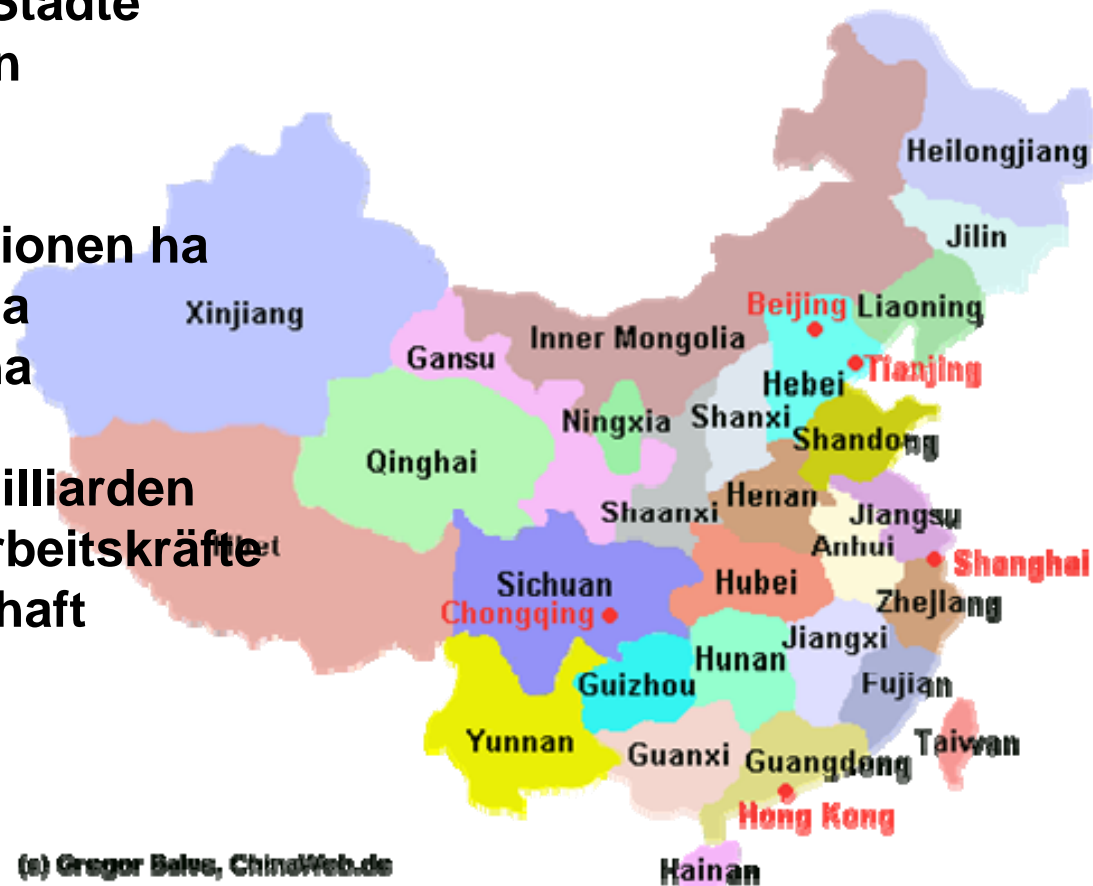 Städte
n
ionen ha
a
ha
illiarden
rbeitskräfte
haft
Heilongjiang
Jilin
Beijing
Liaoning
Xinjiang
Inner Mongolia
Gansu
Tianjing
Hebei
Ningxia
Shanxi
Shandong
Qinghai
Henan
Shaanxi
Jiangsu
Anhui
Shanghai
Sichuan
Hubei
Chongqing
ZheJiang
Jiangxi
Hunan
Guizhou
Fujian
Yunnan
Guanxi
Guangdong
Taiwan
Hong Kong
Hainan
(c) Gregor ChinaWeb.de